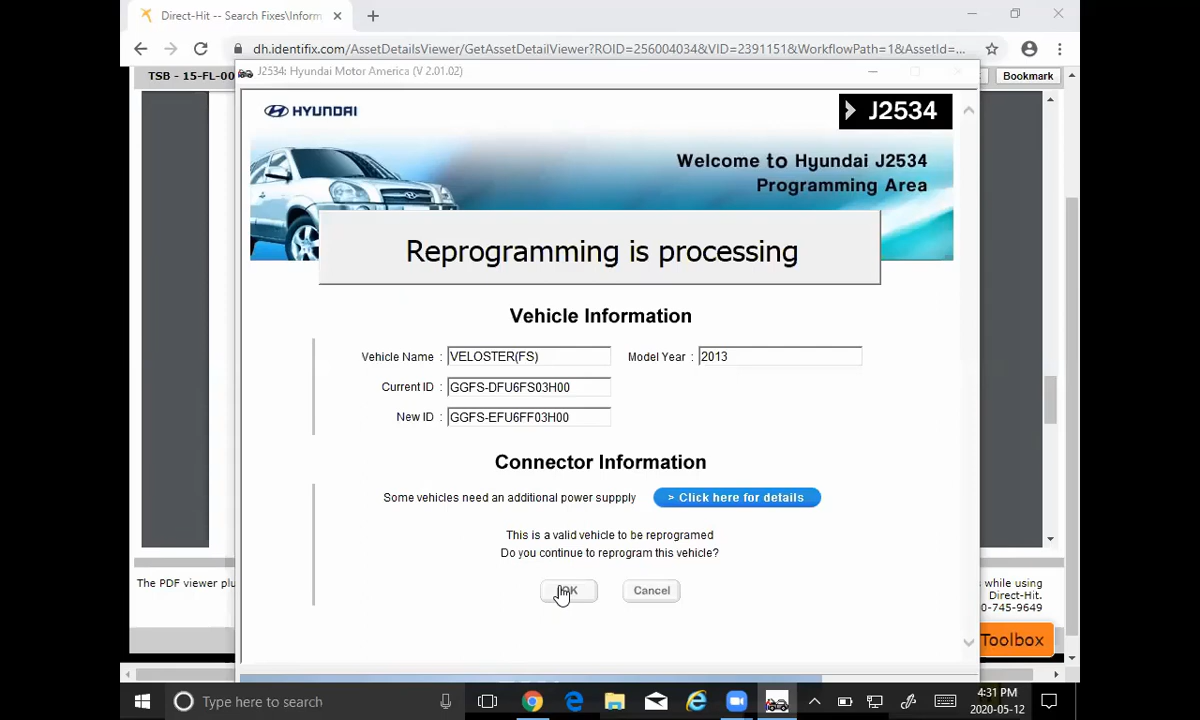 Direct-Hit -- Search Fixes\Inform
dh.identifix.com/AssetDetailsViewer/GetAssetDetailViewer?ROID=256004034&VID=2391151&WorkflowPath=1&AssetId=...
TSB - 15-FL-00
Bookmark
J2534: Hyundai Motor America (V 2.01.02)
HYUNDAI
J2534
Welcome to Hyundai J2534
Programming Area
Reprogramming is processing
Vehicle Information
Vehicle Name : VELOSTER(FS) Model Year : 2013
Current ID : GGFS-DFU6FS03H00
New ID : GGFS-EFU6FF03H00
Connector Information
Some vehicles need an additional power suppply > Click here for details
This is a valid vehicle to be reprogramed
Do you continue to reprogram this vehicle?
OK Cancel
The PDF viewer plu
s while using
Direct-Hit.
0-745-9649
Toolbox
Type here to search
4:31 PM
2020-05-12